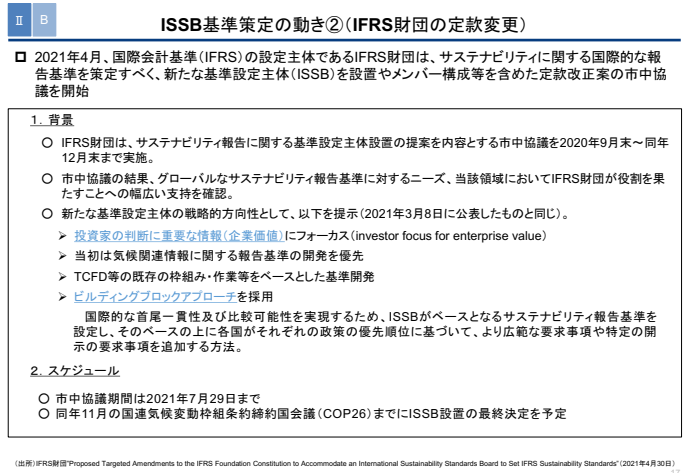 Ⅱ B
ISSB基準策定の動き②(IFRS財団の定款変更)
□ 2021年4月、国際会計基準(IFRS)の設定主体であるIFRS財団は、サステナビリティに関する国際的な報
告基準を策定すべく、新たな基準設定主体(ISSB)を設置やメンバー構成等を含めた定款改正案の市中協
議を開始
1. 背景
○ IFRS財団は、サステナビリティ報告に関する基準設定主体設置の提案を内容とする市中協議を2020年9月末~同年
12月末まで実施。
○ 市中協議の結果、グローバルなサステナビリティ報告基準に対するニーズ、当該領域においてIFRS財団が役割を果
たすことへの幅広い支持を確認。
○ 新たな基準設定主体の戦略的方向性として、以下を提示(2021年3月8日に公表したものと同じ)。
➢ 投資家の判断に重要な情報(企業価値)にフォーカス(investor focus for enterprise value)
➢ 当初は気候関連情報に関する報告基準の開発を優先
➢ TCFD等の既存の枠組み・作業等をベースとした基準開発
➢ ビルディングブロックアプローチを採用
国際的な首尾一貫性及び比較可能性を実現するため、ISSBがベースとなるサステナビリティ報告基準を
設定し、そのベースの上に各国がそれぞれの政策の優先順位に基づいて、より広範な要求事項や特定の開
示の要求事項を追加する方法。
2. スケジュール
○ 市中協議期間は2021年7月29日まで
○ 同年11月の国連気候変動枠組条約締約国会議(COP26)までにISSB設置の最終決定を予定
(出所)IFRS財団"Proposed Targeted Amendments to the IFRS Foundation Constitution to Accommodate an International Sustainability Standards Board to Set IFRS Sustainability Standards"(2021年4月30日)